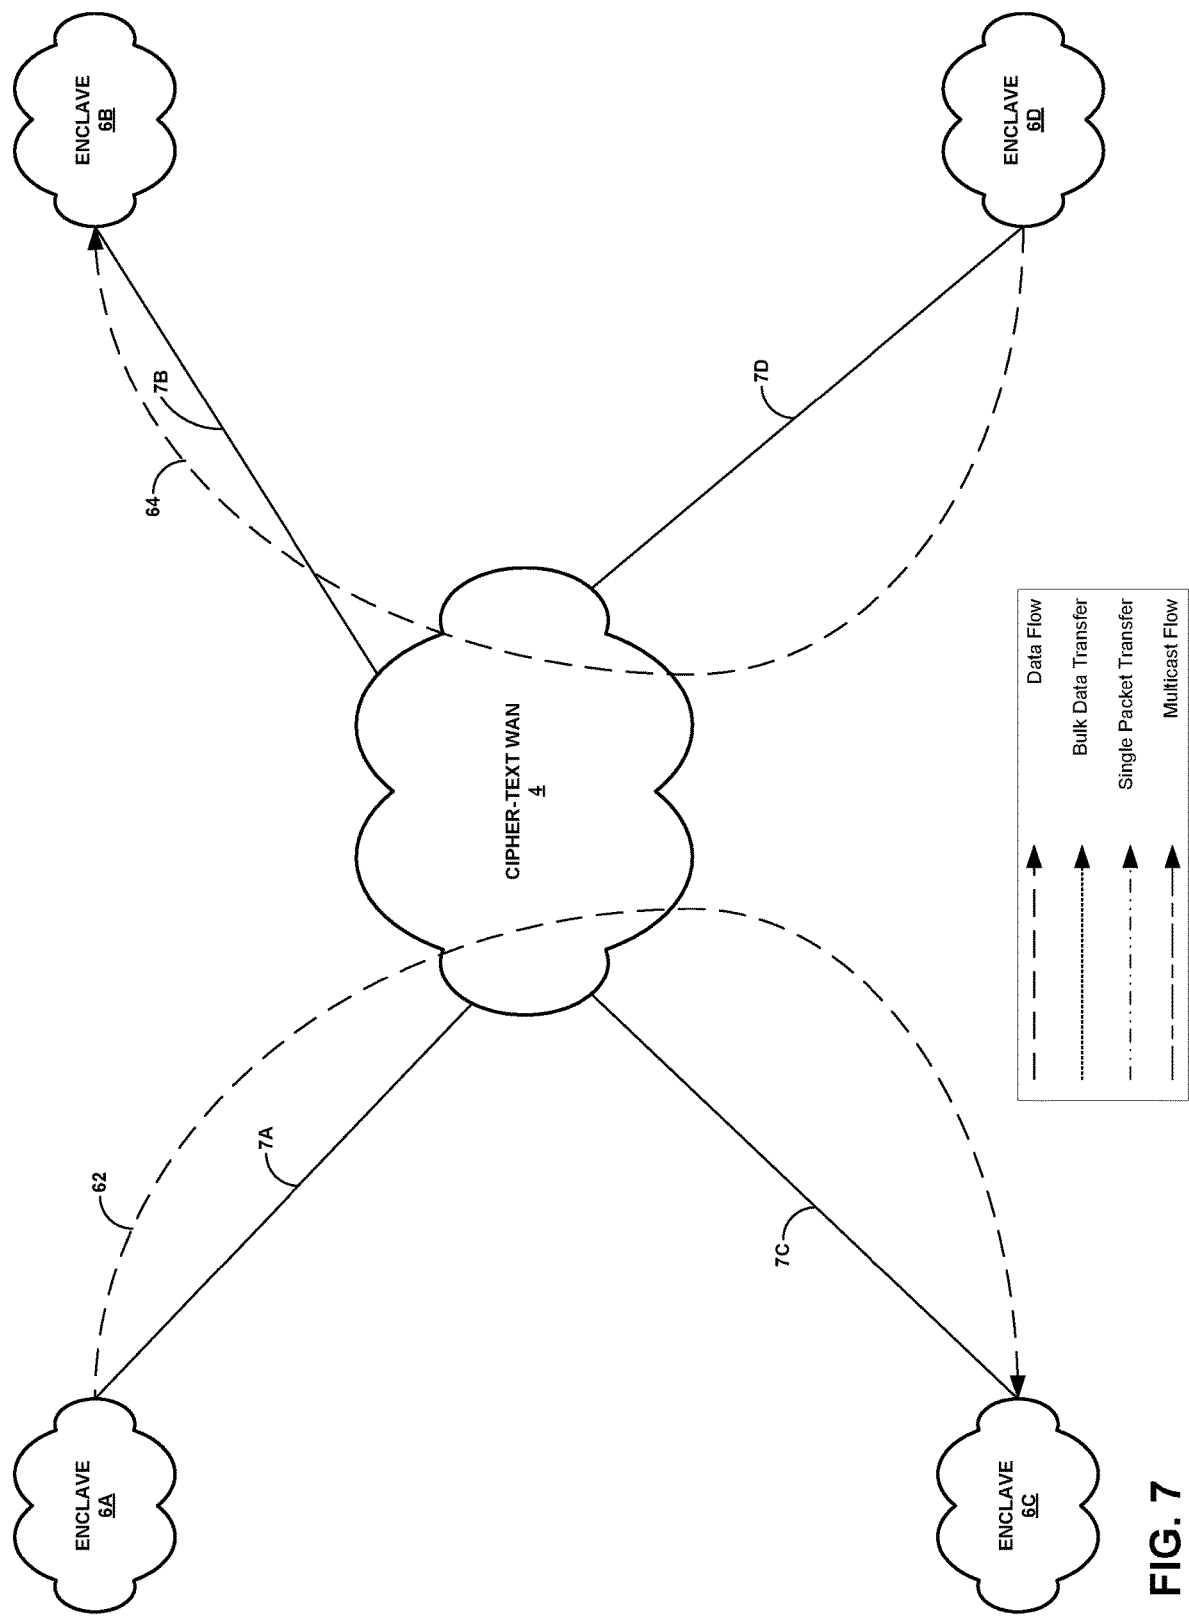 ENCLAVE
6A
ENCLAVE
6B
62
64
7A
7B
CIPHER-TEXT WAN
4
7C
7D
ENCLAVE
6C
ENCLAVE
6D
Data Flow
Bulk Data Transfer
Single Packet Transfer
Multicast Flow
FIG. 7